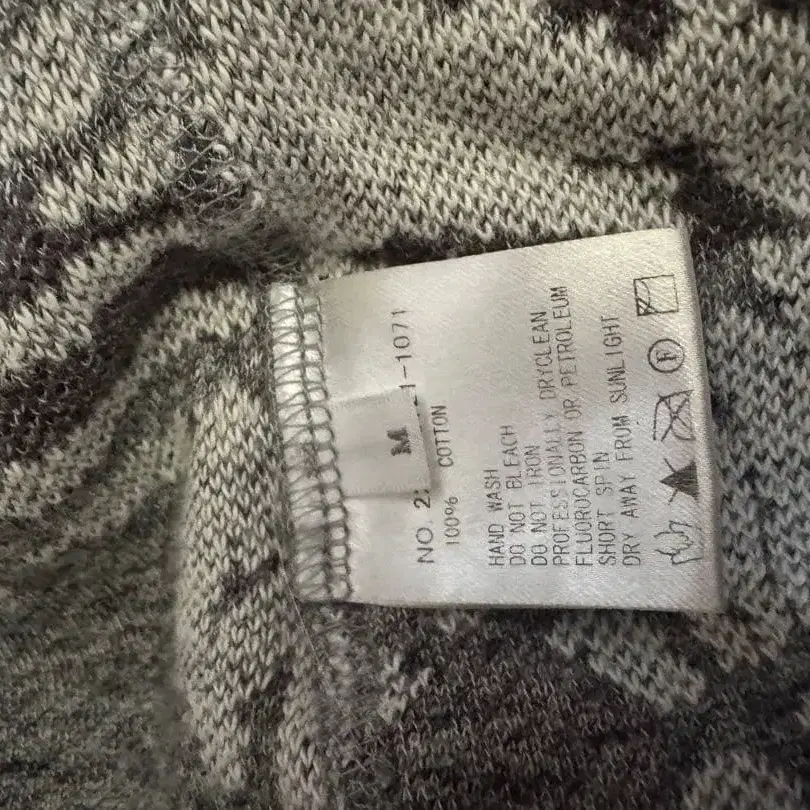 M
NO. 2
1-1071
100% COTTON
HAND WASH
DO NOT BLEACH
DO NOT IRON
PROFESSIONALLY DRYCLEAN
FLUOROCARBON OR PETROLEUM
SHORT SPIN
DRY AWAY FROM SUNLIGHT
F